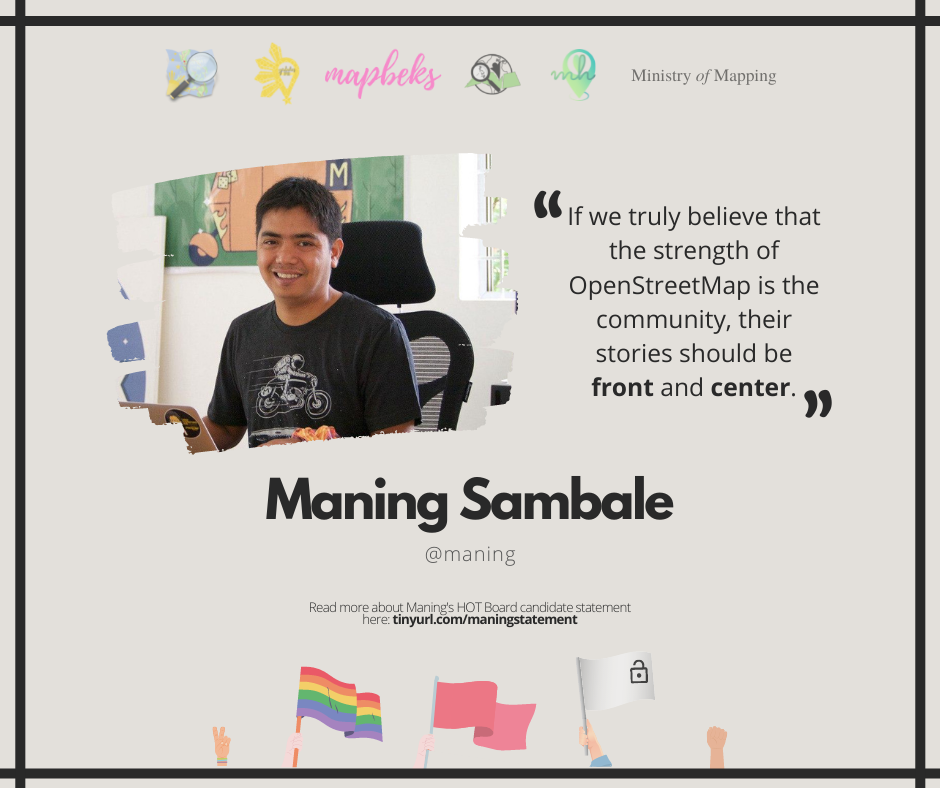 mapbeks
mh
Ministry of Mapping
M
“If we truly believe that
the strength of
OpenStreetMap is the
community, their
stories should be
front and center.”
Maning Sambale
@maning
Read more about Maning's HOT Board candidate statement
here: tinyurl.com/maningstatement